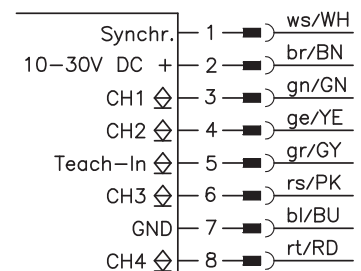 Synchr. 1 ws/WH
10-30V DC + 2 br/BN
CH1 3 gn/GN
CH2 4 ge/YE
Teach-In 5 gr/GY
CH3 6 rs/PK
GND 7 bl/BU
CH4 8 rt/RD